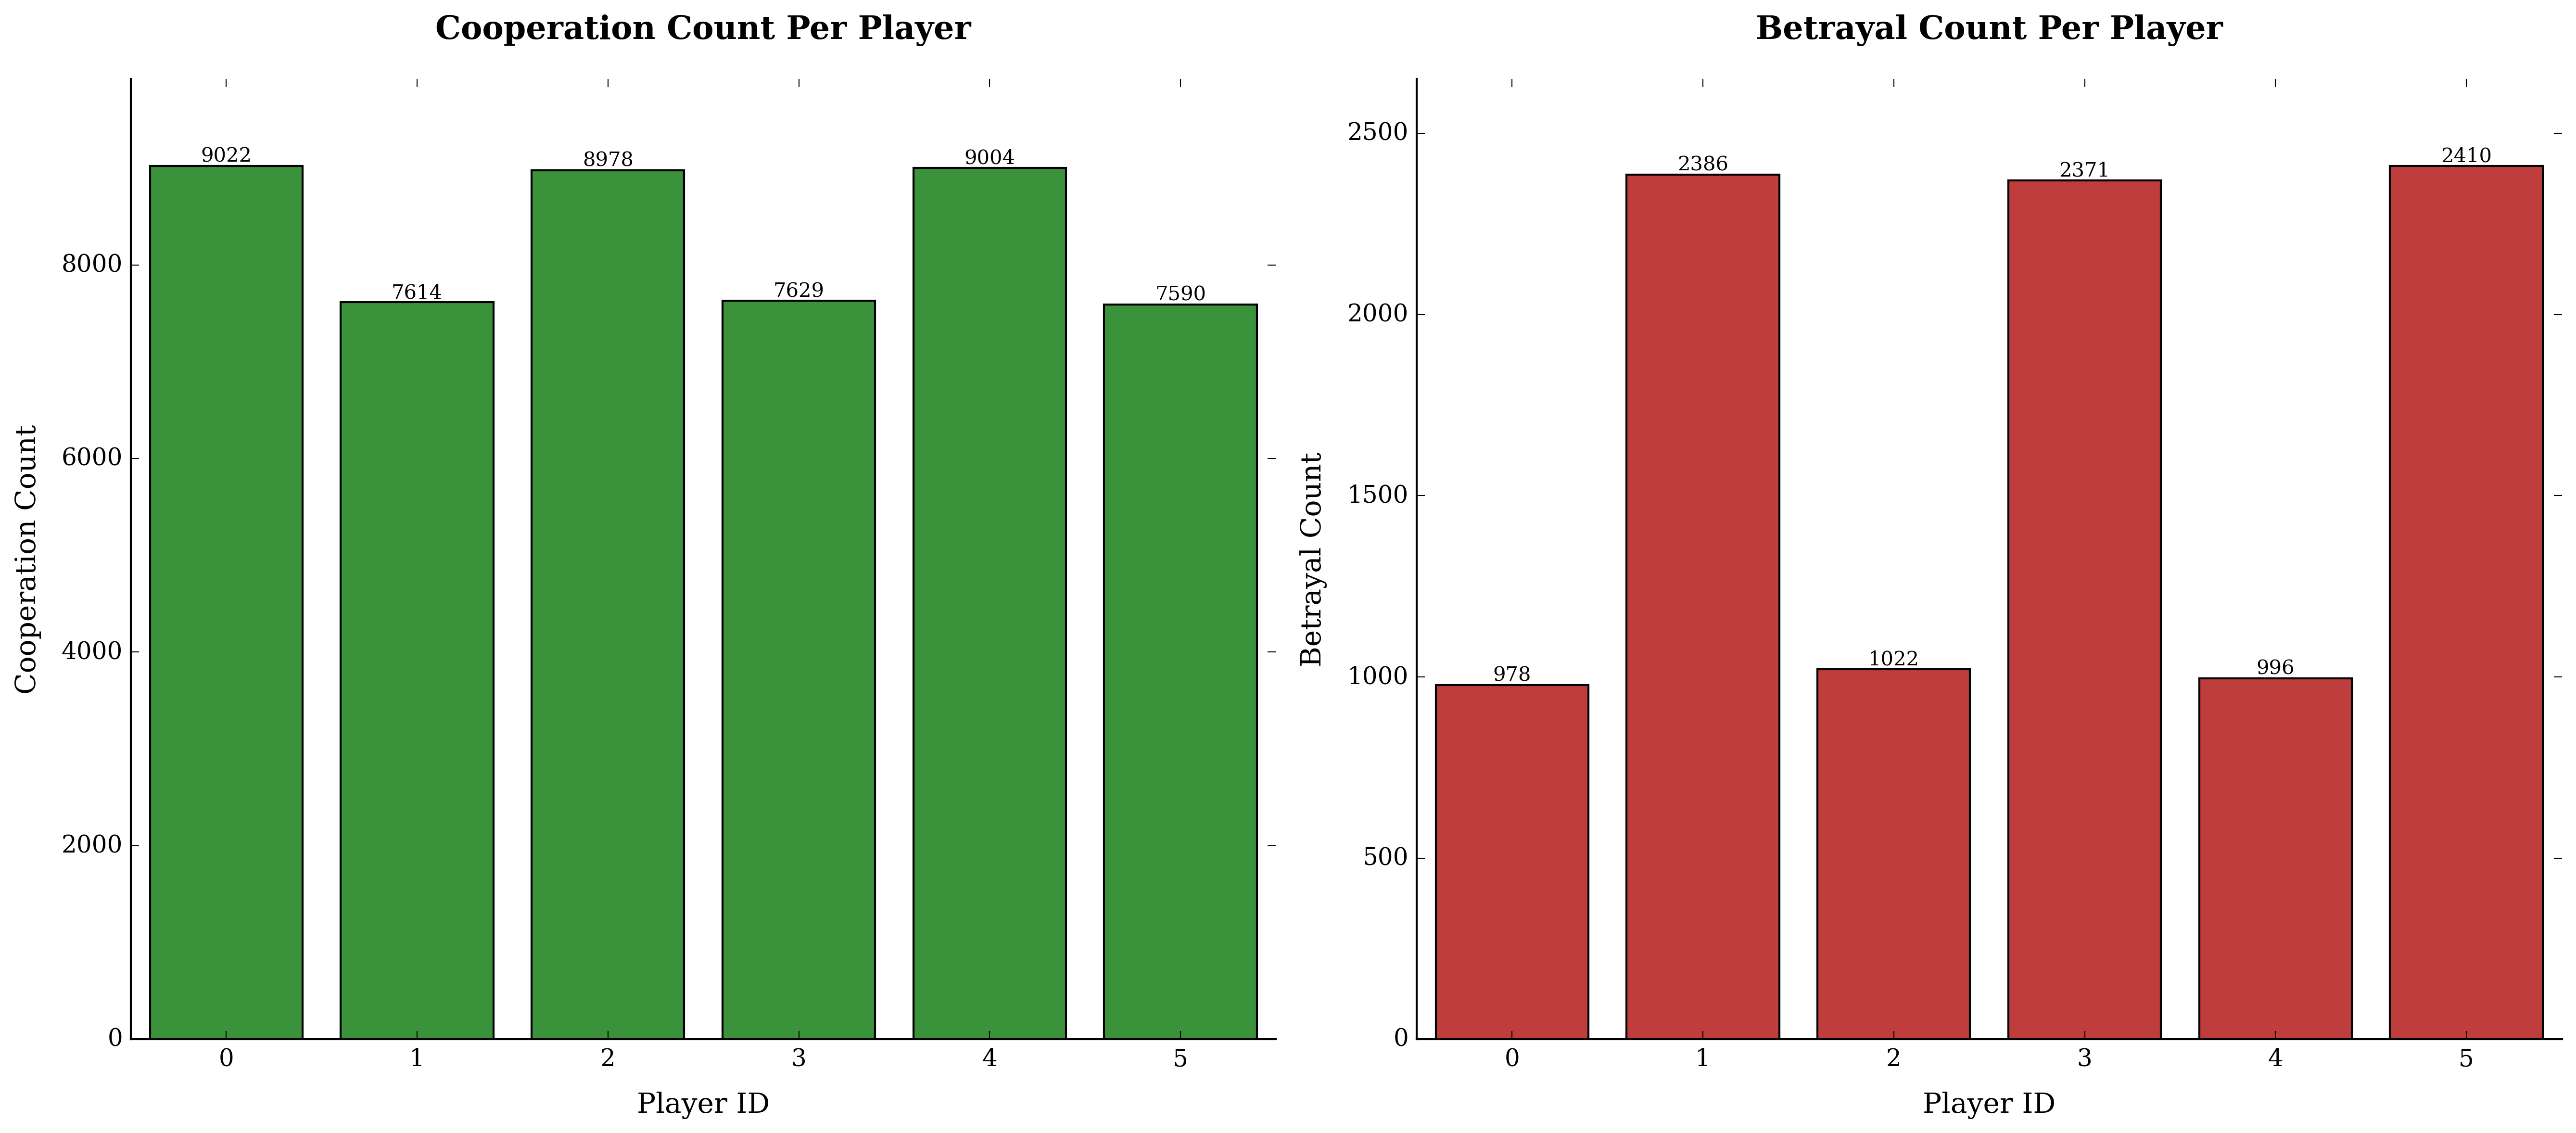 Cooperation Count Per Player
Cooperation Count
8000
6000
4000
2000
0
9022
7614
8978
7629
9004
7590
0 1 2 3 4 5
Player ID
Betrayal Count Per Player
Betrayal Count
2500
2000
1500
1000
500
0
978
2386
1022
2371
996
2410
0 1 2 3 4 5
Player ID